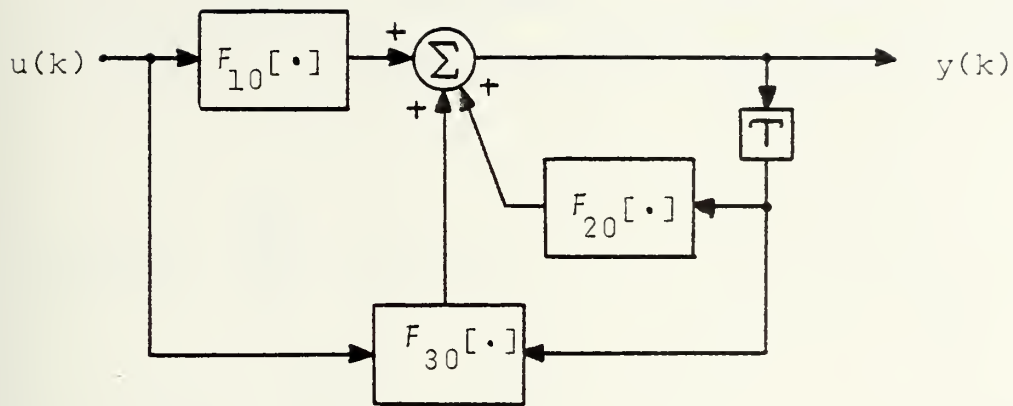 u(k)
F10[·]
+
Σ
+
+
y(k)
T
F20[·]
F30[·]